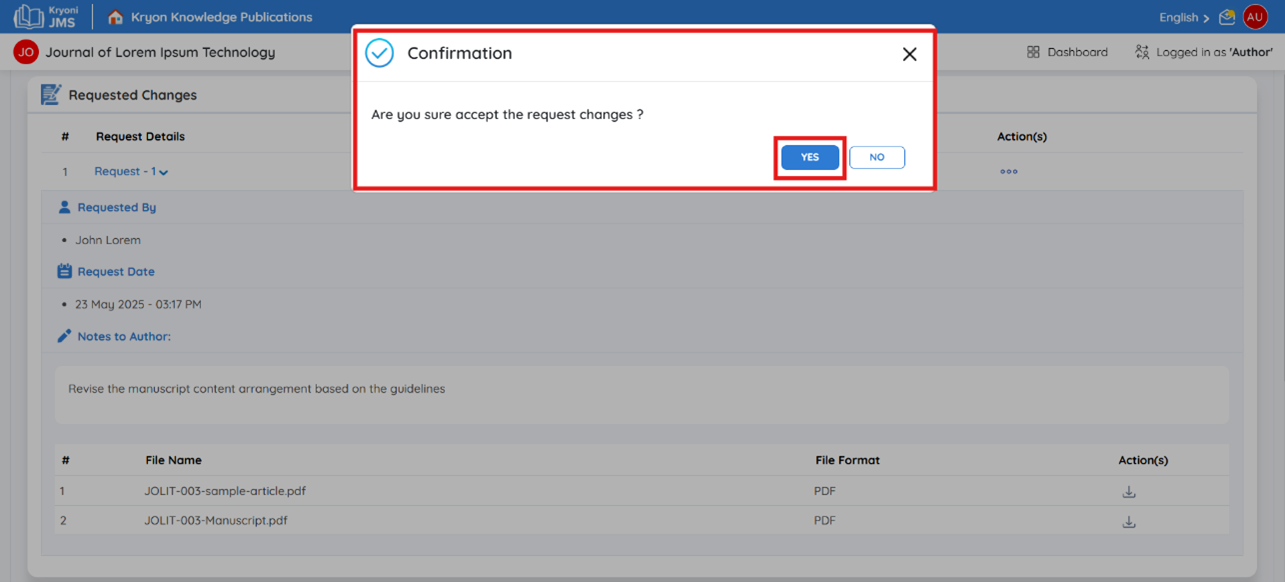 Kryoni
JMS
Kryon Knowledge Publications
English
AU
JO Journal of Lorem Ipsum Technology
Dashboard
Logged in as 'Author'
Confirmation
Are you sure accept the request changes ?
YES NO
Requested Changes
# Request Details Action(s)
1 Request - 1
Requested By
• John Lorem
Request Date
• 23 May 2025 - 03:17 PM
Notes to Author:
Revise the manuscript content arrangement based on the guidelines
# File Name File Format Action(s)
1 JOLIT-003-sample-article.pdf PDF
2 JOLIT-003-Manuscript.pdf PDF